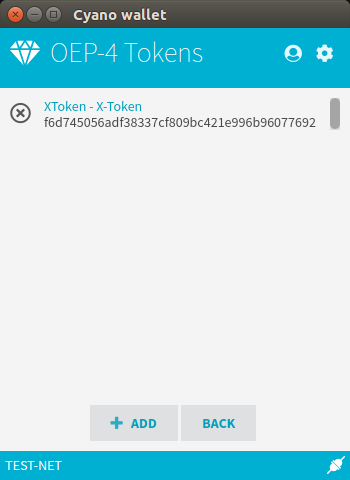 Cyano wallet
OEP-4 Tokens
XToken - X-Token
f6d745056adf38337cf809bc421e996b96077692
ADD
BACK
TEST-NET